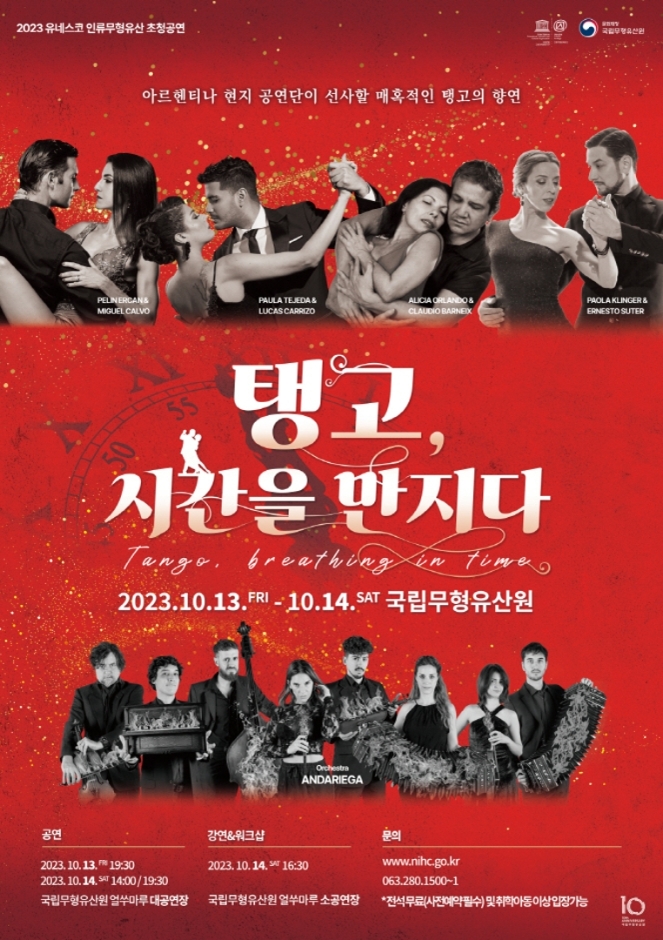 2023 유네스코 인류무형유산 초청공연
국립무형유산원
아르헨티나 현지 공연단이 선사할 매혹적인 탱고의 향연
PELIN ERCAN &
MIGUEL CALVO
PAULA TEJEDA &
LUCAS CARRIZO
ALICIA ORLANDO &
CLAUDIO BARNEIX
PAOLA KLINGER &
ERNESTO SUTER
XI
55
50
탱고,
시간을 만지다
Tango, breathing in time
2023.10.13.FRI - 10.14.SAT 국립무형유산원
Orchestra
ANDARIEGA
공연
2023. 10. 13. FRI 19:30
2023. 10. 14. SAT 14:00 / 19:30
국립무형유산원 얼쑤마루 대공연장
강연&워크샵
2023. 10. 14. SAT 16:30
국립무형유산원 얼쑤마루 소공연장
문의
www.nihc.go.kr
063.280.1500~1
*전석 무료(사전예약 필수) 및 취학아동 이상 입장가능
10